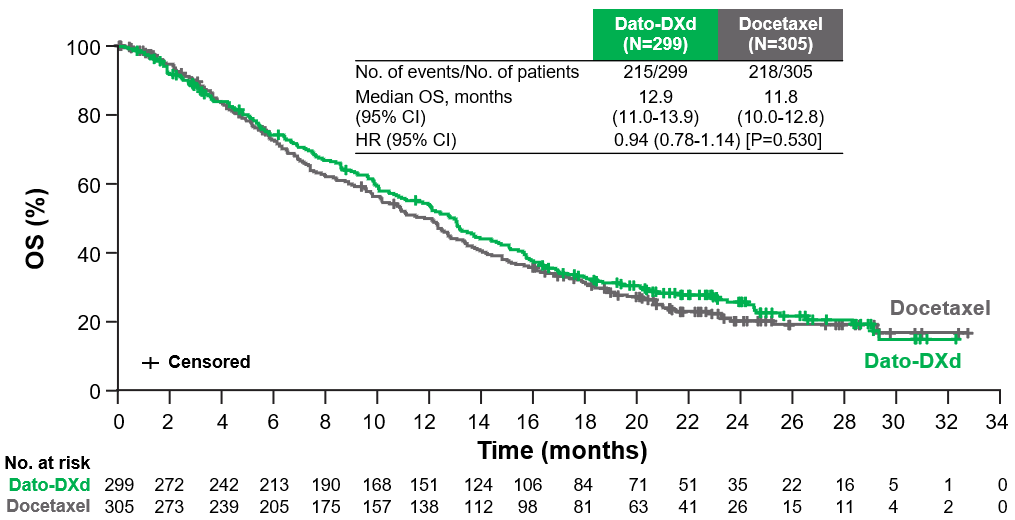 Dato-DXd Docetaxel
(N=299) (N=305)
No. of events/No. of patients 215/299 218/305
Median OS, months 12.9 11.8
(95% CI) (11.0-13.9) (10.0-12.8)
HR (95% CI) 0.94 (0.78-1.14) [P=0.530]
OS (%)
100
80
60
40
20
0
Censored
Docetaxel
Dato-DXd
0 2 4 6 8 10 12 14 16 18 20 22 24 26 28 30 32 34
Time (months)
No. at risk
Dato-DXd 299 272 242 213 190 168 151 124 106 84 71 51 35 22 16 5 1 0
Docetaxel 305 273 239 205 175 157 138 112 98 81 63 41 26 15 11 4 2 0